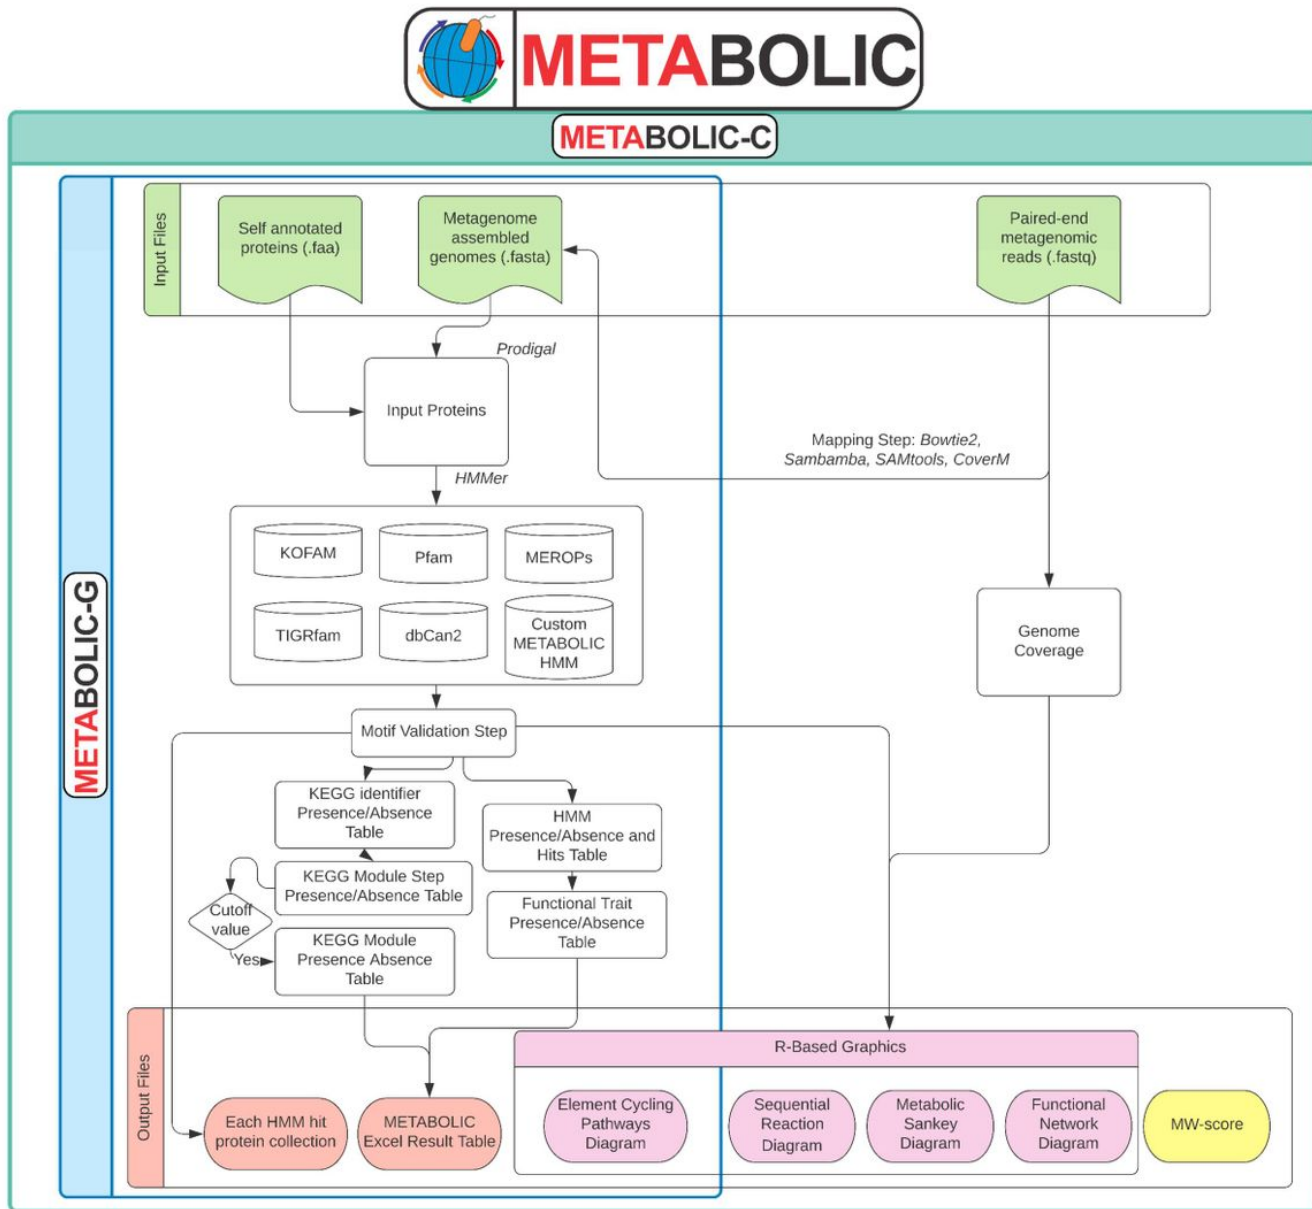 METABOLIC
METABOLIC-C
METABOLIC-G
Input Files
Self annotated
proteins (.faa)
Metagenome
assembled
genomes (.fasta)
Paired-end
metagenomic
reads (.fastq)
Prodigal
Input Proteins
Mapping Step: Bowtie2,
Sambamba, SAMtools, CoverM
HMMer
KOFAM
Pfam
MEROPs
TIGRfam
dbCan2
Custom
METABOLIC
HMM
Genome
Coverage
Motif Validation Step
KEGG identifier
Presence/Absence
Table
HMM
Presence/Absence and
Hits Table
KEGG Module Step
Presence/Absence Table
Cutoff
value
Yes
Functional Trait
Presence/Absence
Table
KEGG Module
Presence Absence
Table
Output Files
R-Based Graphics
Each HMM hit
protein collection
METABOLIC
Excel Result Table
Element Cycling
Pathways
Diagram
Sequential
Reaction
Diagram
Metabolic
Sankey
Diagram
Functional
Network
Diagram
MW-score